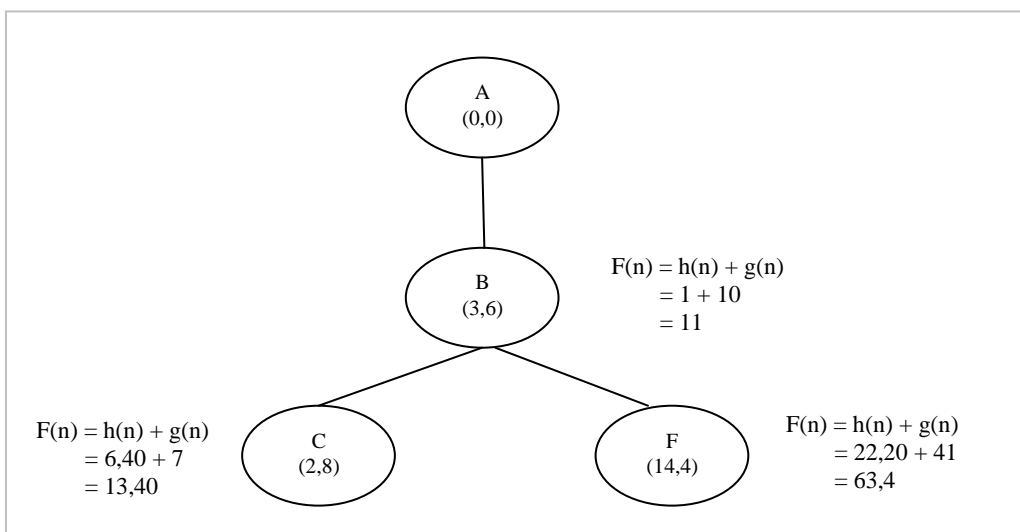 A
(0,0)
B
(3,6)
F(n) = h(n) + g(n)
= 1 + 10
= 11
F(n) = h(n) + g(n)
= 6,40 + 7
= 13,40
C
(2,8)
F
(14,4)
F(n) = h(n) + g(n)
= 22,20 + 41
= 63,4